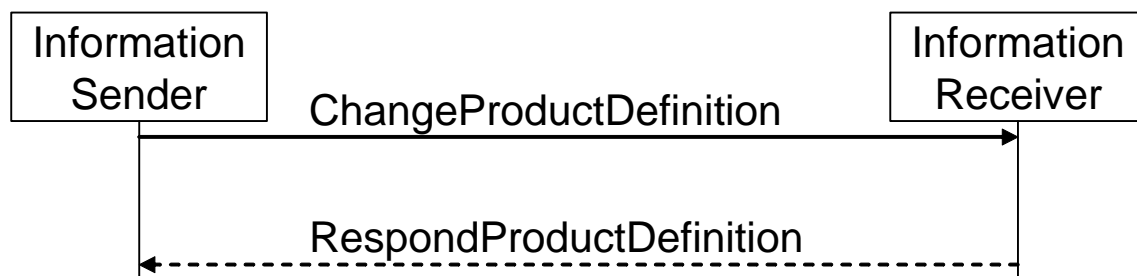 Information
Sender
Information
Receiver
ChangeProductDefinition
RespondProductDefinition